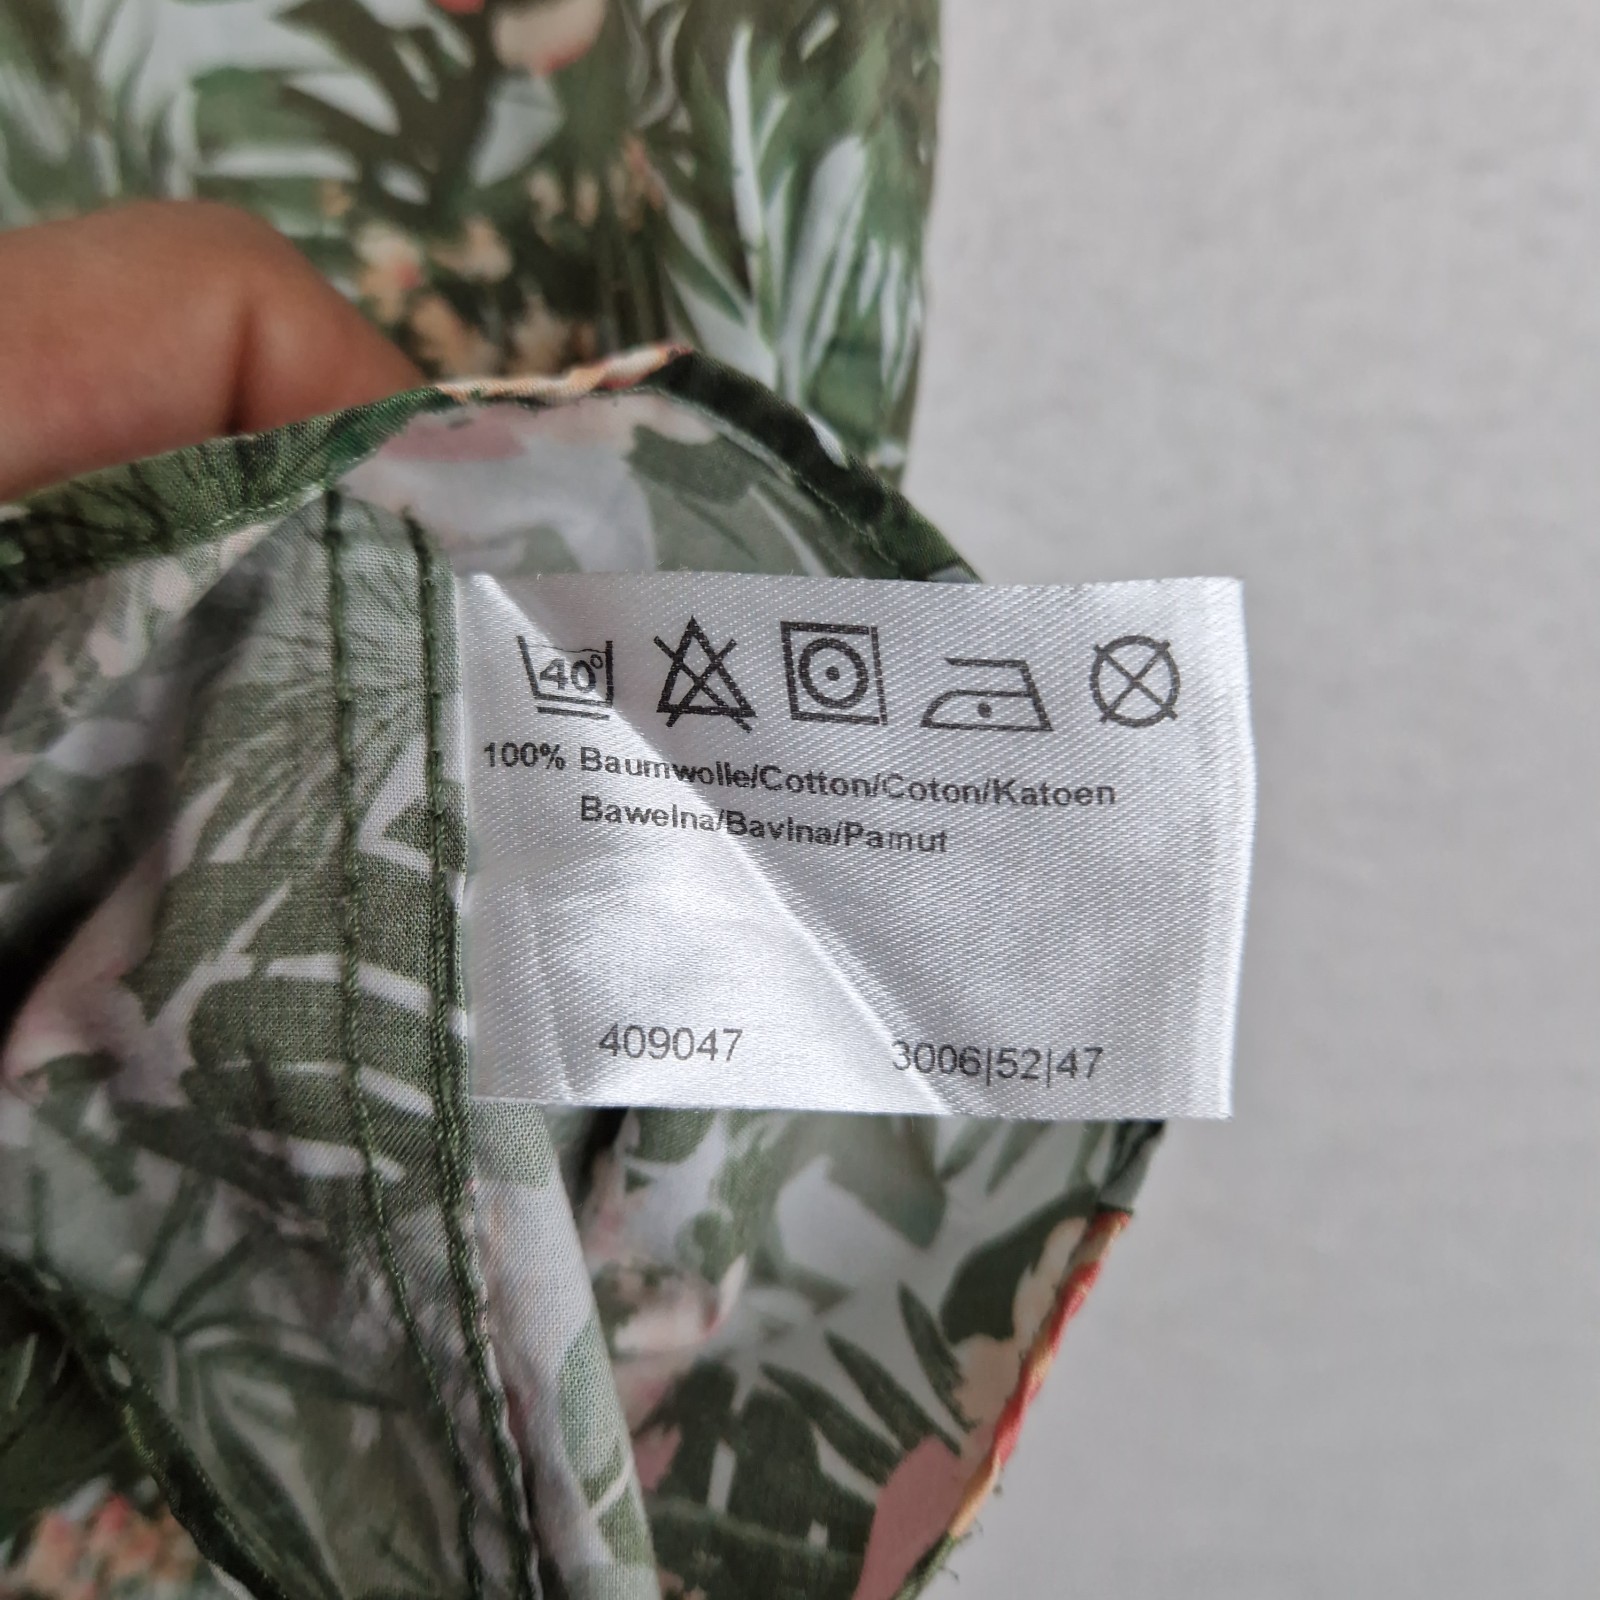 40°
100% Baumwolle/Cotton/Coton/Katoen
Bawelna/Bavlna/Pamut
409047 3006|52|47